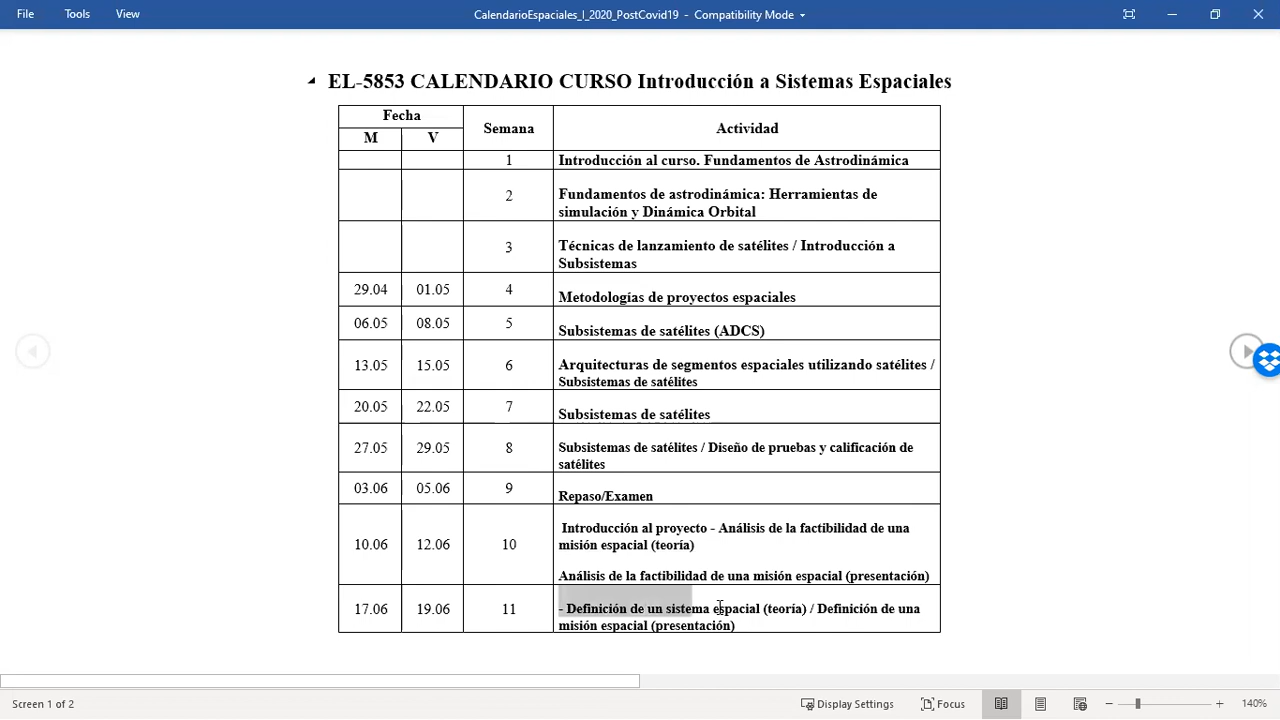 File Tools View
CalendarioEspaciales_I_2020_PostCovid19 - Compatibility Mode
EL-5853 CALENDARIO CURSO Introducción a Sistemas Espaciales
Fecha Semana Actividad
M V
1 Introducción al curso. Fundamentos de Astrodinámica
2 Fundamentos de astrodinámica: Herramientas de
simulación y Dinámica Orbital
3 Técnicas de lanzamiento de satélites / Introducción a
Subsistemas
29.04 01.05 4 Metodologías de proyectos espaciales
06.05 08.05 5 Subsistemas de satélites (ADCS)
13.05 15.05 6 Arquitecturas de segmentos espaciales utilizando satélites /
Subsistemas de satélites
20.05 22.05 7 Subsistemas de satélites
27.05 29.05 8 Subsistemas de satélites / Diseño de pruebas y calificación de
satélites
03.06 05.06 9 Repaso/Examen
10.06 12.06 10 Introducción al proyecto - Análisis de la factibilidad de una
misión espacial (teoría)
Análisis de la factibilidad de una misión espacial (presentación)
17.06 19.06 11 - Definición de un sistema espacial (teoría) / Definición de una
misión espacial (presentación)
Screen 1 of 2 Display Settings Focus 140%